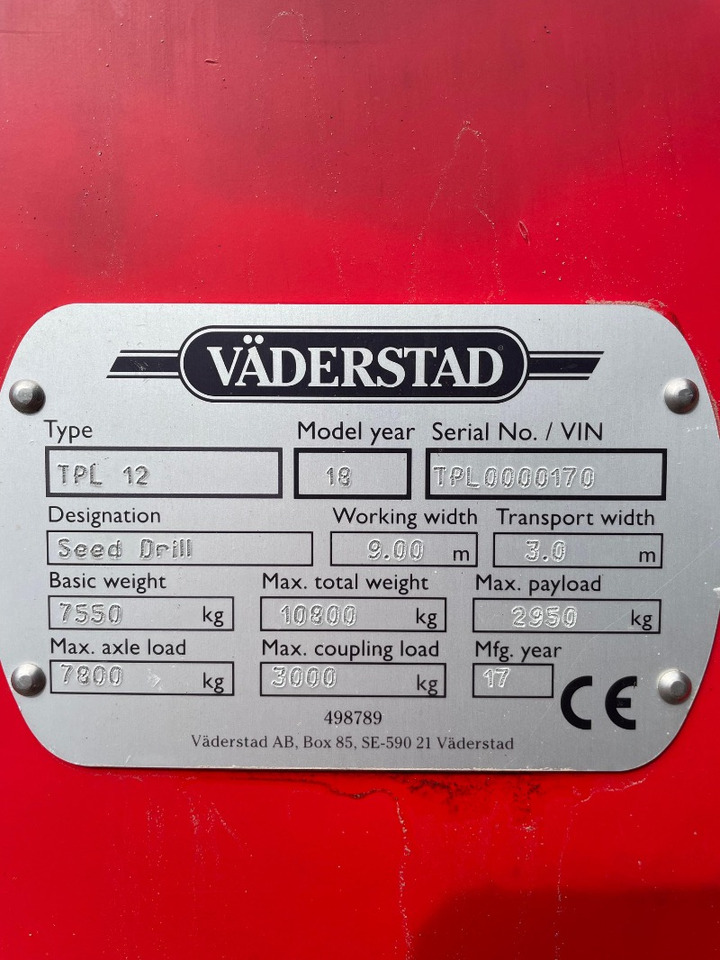 VÄDERSTAD
Type Model year Serial No. / VIN
TPL 12 18 TPL0000170
Designation Working width Transport width
Seed Drill 9.00 m 3.0 m
Basic weight Max. total weight Max. payload
7550 kg 10800 kg 2950 kg
Max. axle load Max. coupling load Mfg. year
7800 kg 3000 kg 17
CE
498789
Väderstad AB, Box 85, SE-590 21 Väderstad